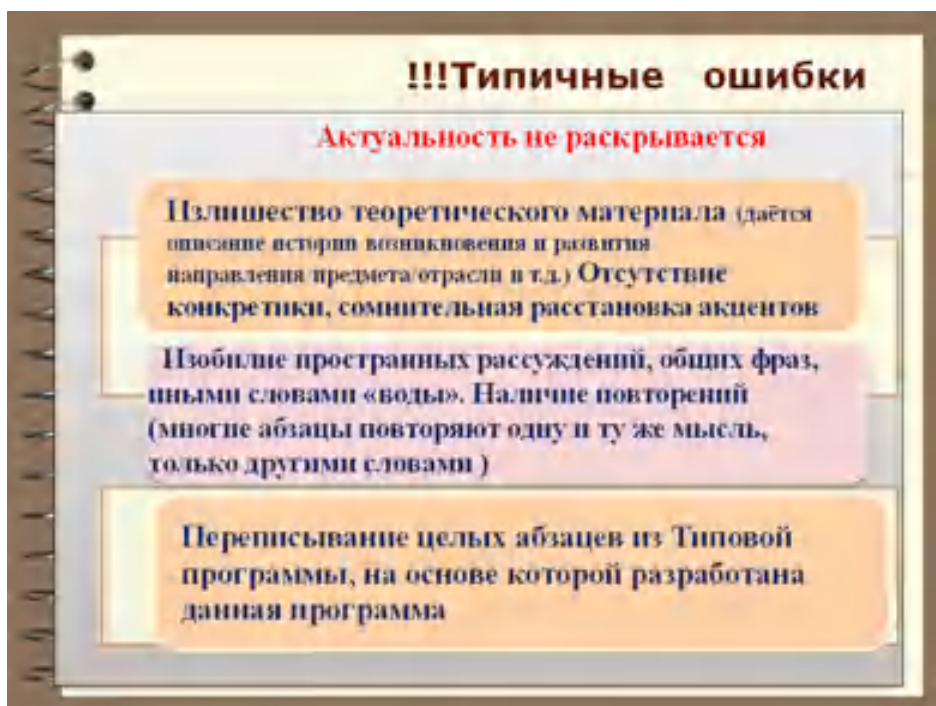 !!!Типичные ошибки
Актуальность не раскрывается
Излишество теоретического материала (даётся
описание истории возникновения и развития
направления/предмета/отрасли и т.д.) Отсутствие
конкретики, сомнительная расстановка акцентов
Изобилие пространных рассуждений, общих фраз,
иными словами «воды». Наличие повторений
(многие абзацы повторяют одну и ту же мысль,
только другими словами )
Переписывание целых абзацев из Типовой
программы, на основе которой разработана
данная программа